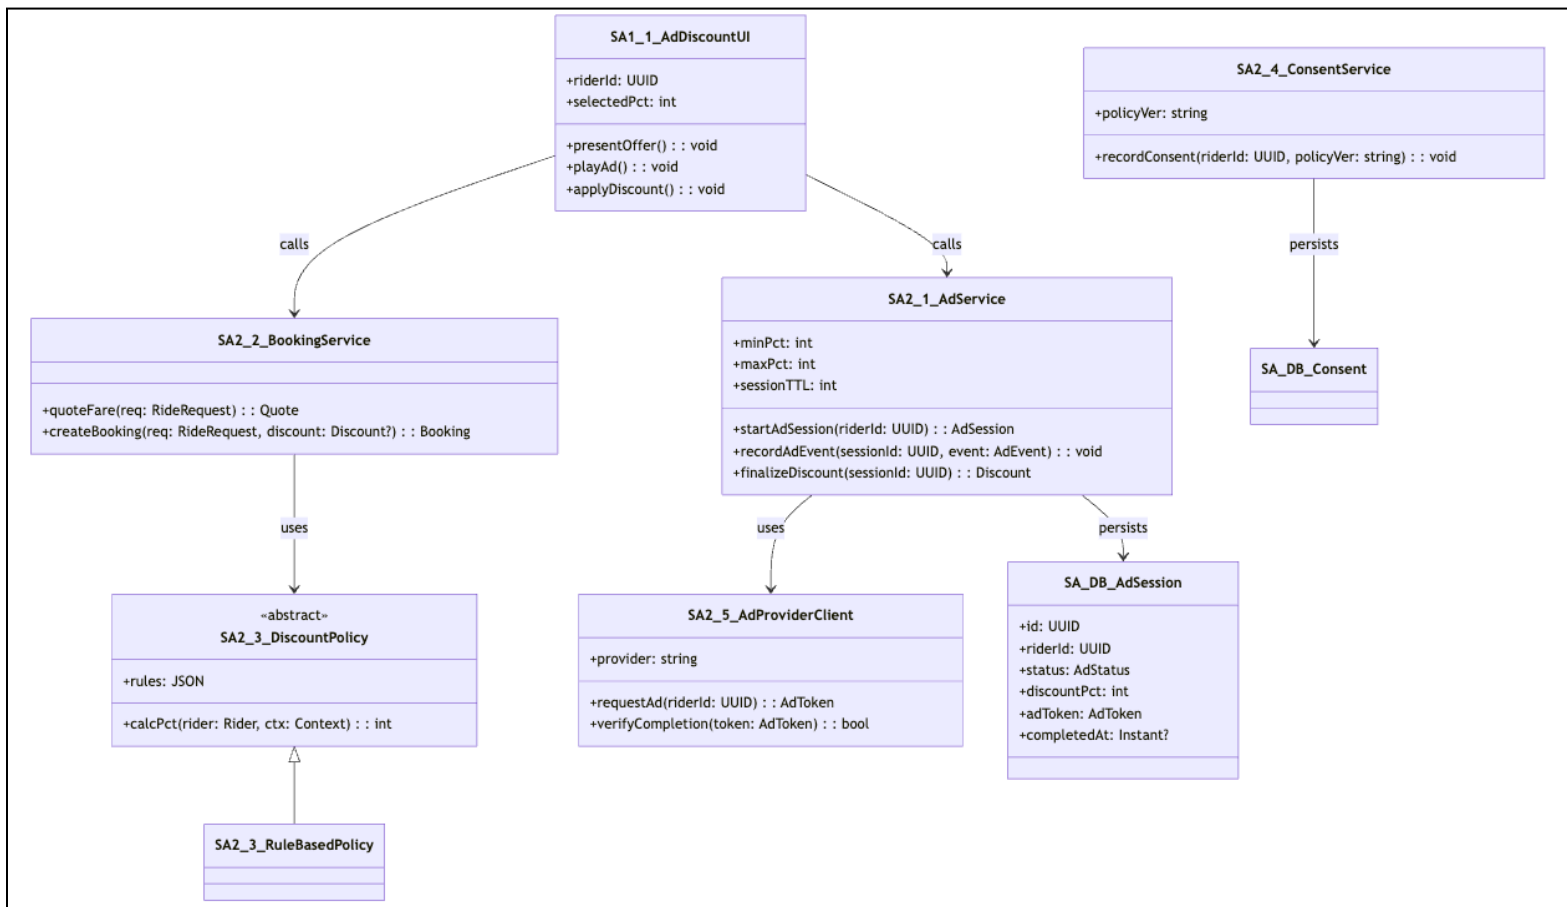 SA1_1_AdDiscountUI
+riderId: UUID
+selectedPct: int
+presentOffer() : : void
+playAd() : : void
+applyDiscount() : : void
SA2_4_ConsentService
+policyVer: string
+recordConsent(riderId: UUID, policyVer: string) : : void
calls
calls
persists
SA2_2_BookingService
+quoteFare(req: RideRequest) : : Quote
+createBooking(req: RideRequest, discount: Discount?) : : Booking
SA2_1_AdService
+minPct: int
+maxPct: int
+sessionTTL: int
+startAdSession(riderId: UUID) : : AdSession
+recordAdEvent(sessionId: UUID, event: AdEvent) : : void
+finalizeDiscount(sessionId: UUID) : : Discount
SA_DB_Consent
uses
uses
persists
«abstract»
SA2_3_DiscountPolicy
+rules: JSON
+calcPct(rider: Rider, ctx: Context) : : int
SA2_5_AdProviderClient
+provider: string
+requestAd(riderId: UUID) : : AdToken
+verifyCompletion(token: AdToken) : : bool
SA_DB_AdSession
+id: UUID
+riderId: UUID
+status: AdStatus
+discountPct: int
+adToken: AdToken
+completedAt: Instant?
SA2_3_RuleBasedPolicy